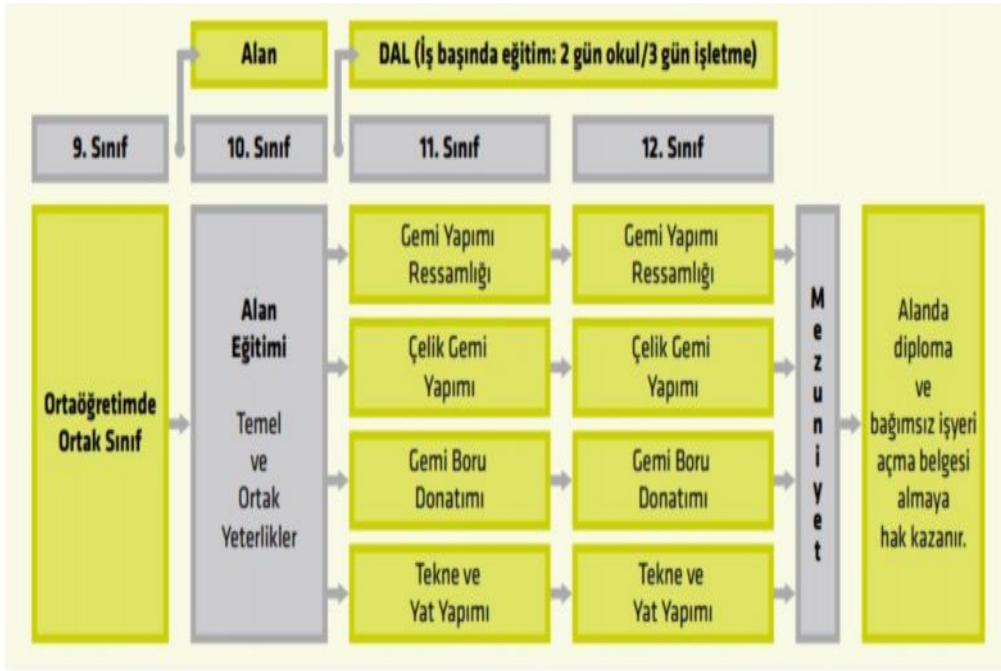 Alan
DAL (İş başında eğitim: 2 gün okul/3 gün işletme)
9. Sınıf
10. Sınıf
11. Sınıf
12. Sınıf
Ortaöğretimde
Ortak Sınıf
Alan
Eğitimi
Temel
ve
Ortak
Yeterlikler
Gemi Yapımı
Ressamlığı
Gemi Yapımı
Ressamlığı
Çelik Gemi
Yapımı
Çelik Gemi
Yapımı
Gemi Boru
Donatımı
Gemi Boru
Donatımı
Tekne ve
Yat Yapımı
Tekne ve
Yat Yapımı
Mezuniyet
Alanda
diploma
ve
bağımsız işyeri
açma belgesi
almaya
hak kazanır.